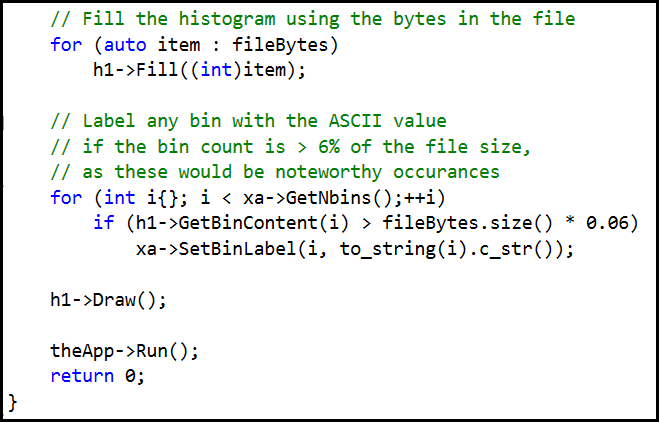 // Fill the histogram using the bytes in the file
for (auto item : fileBytes)
h1->Fill((int)item);
// Label any bin with the ASCII value
// if the bin count is > 6% of the file size,
// as these would be noteworthy occurances
for (int i{}; i < xa->GetNbins();++i)
if (h1->GetBinContent(i) > fileBytes.size() * 0.06)
xa->SetBinLabel(i, to_string(i).c_str());
h1->Draw();
theApp->Run();
return 0;
}